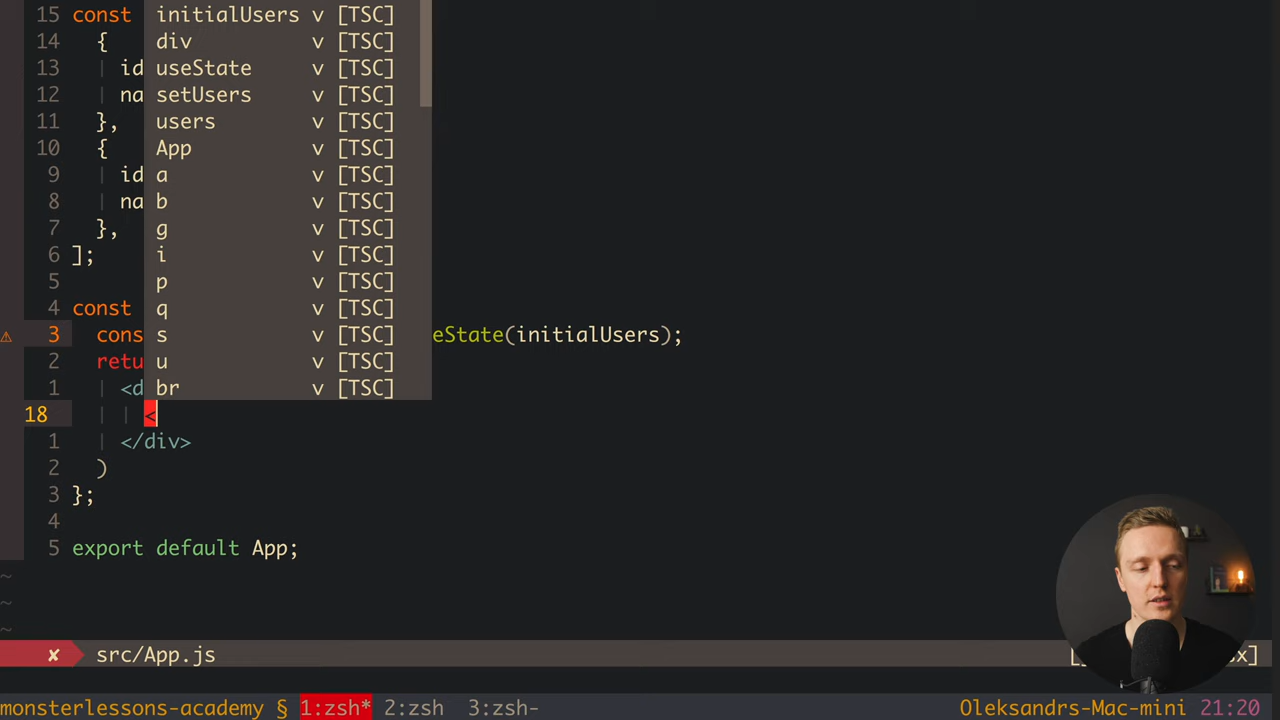 15 const initialUsers v [TSC]
14 { div v [TSC]
13 id useState v [TSC]
12 na setUsers v [TSC]
11 }, users v [TSC]
10 { App v [TSC]
9 id a v [TSC]
8 na b v [TSC]
7 }, g v [TSC]
6 ]; i v [TSC]
5 p v [TSC]
4 const q v [TSC]
⚠ 3 cons s v [TSC] eState(initialUsers);
2 retu u v [TSC]
1 <d br v [TSC]
18 <
1 </div>
2 )
3 };
4
5 export default App;
~
~
~
✘ src/App.js [ x]
monsterlessons-academy § 1:zsh* 2:zsh 3:zsh- Oleksandrs-Mac-mini 21:20